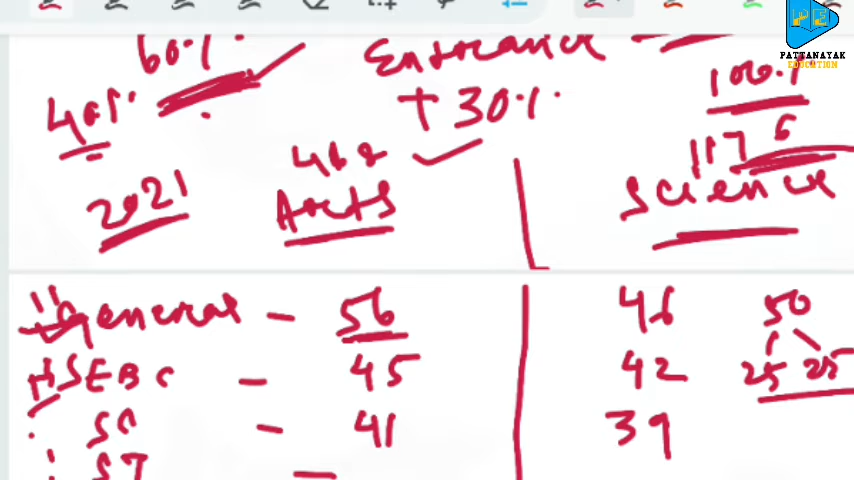 60%
Entrance
PATTANAYAK
EDUCATION
40%
+30%
100%
468
1176
2021
Arts
Science
General - 56
46
50
SEBC - 45
42
25 25
SC - 41
39
ST -